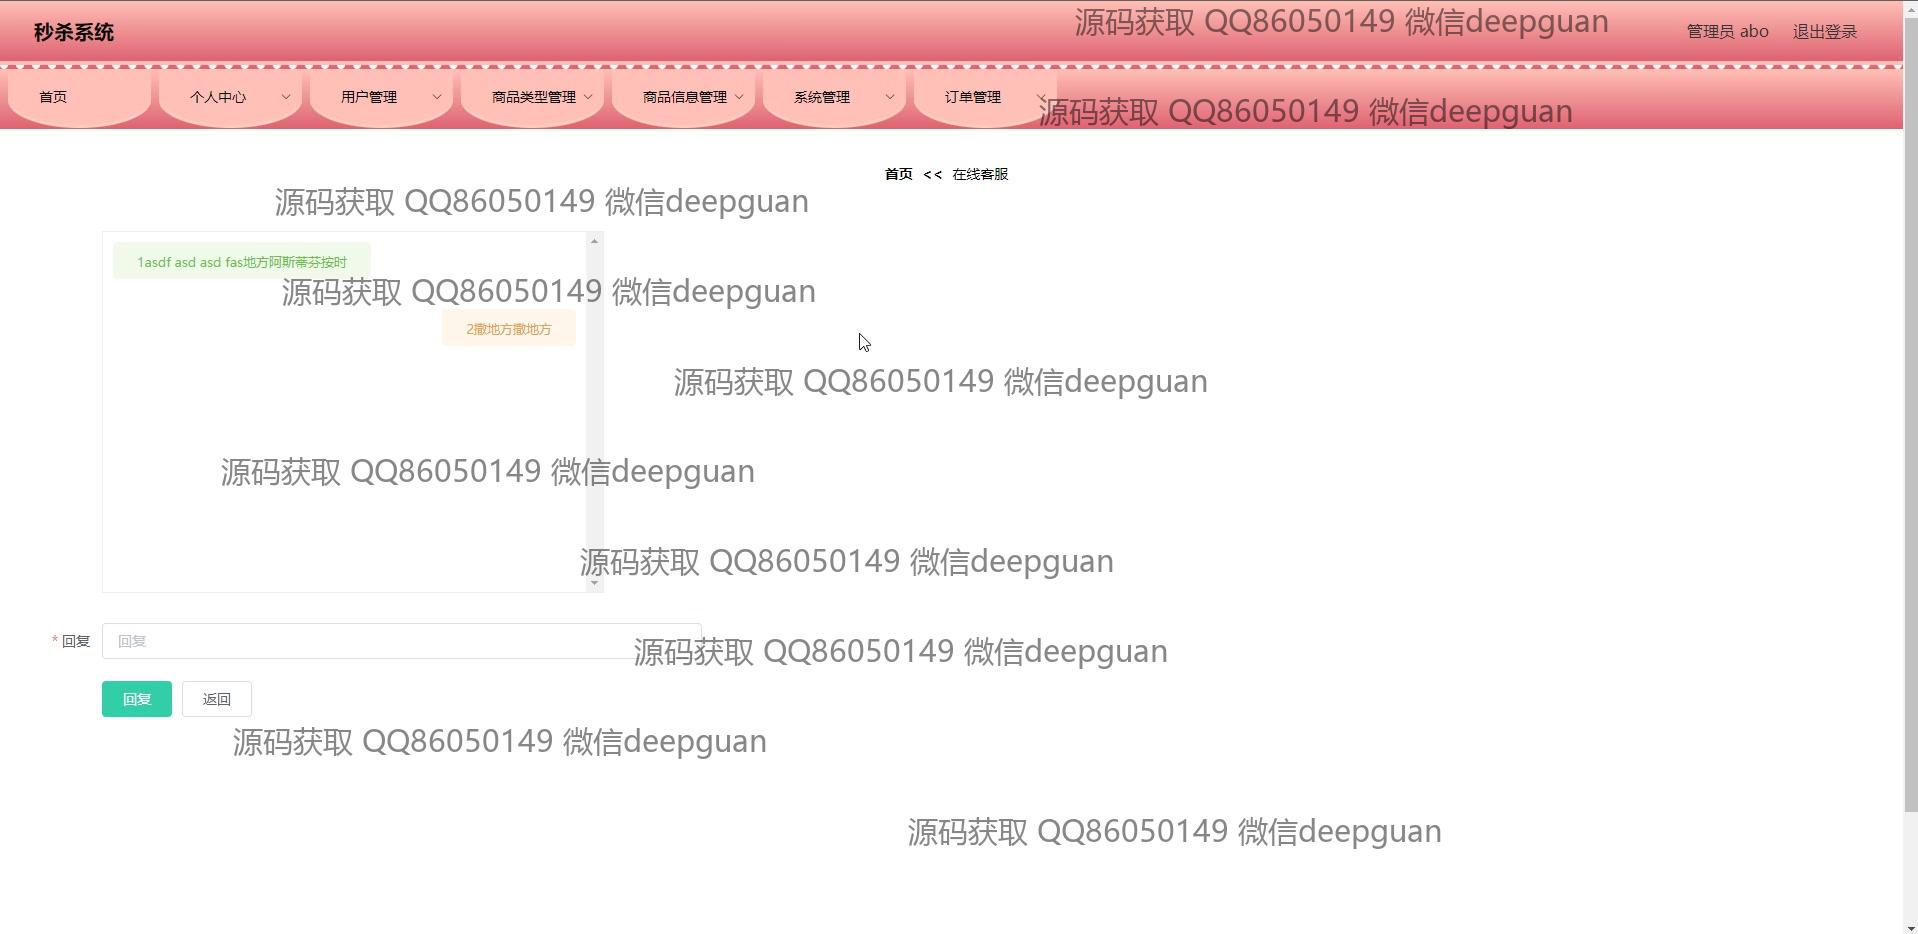 秒杀系统
源码获取 QQ86050149 微信deepguan
管理员 abo
退出登录
首页
个人中心
用户管理
商品类型管理
商品信息管理
系统管理
订单管理
源码获取 QQ86050149 微信deepguan
首页 << 在线客服
源码获取 QQ86050149 微信deepguan
1asdf asd asd fas地方阿斯蒂芬按时
源码获取 QQ86050149 微信deepguan
2撒地方撒地方
源码获取 QQ86050149 微信deepguan
源码获取 QQ86050149 微信deepguan
源码获取 QQ86050149 微信deepguan
* 回复
回复
源码获取 QQ86050149 微信deepguan
回复
返回
源码获取 QQ86050149 微信deepguan
源码获取 QQ86050149 微信deepguan